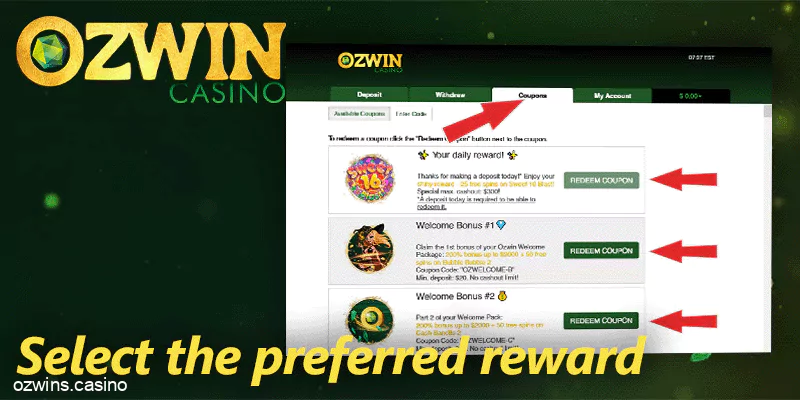 OZWIN
CASINO
OZWIN
CASINO
07:37 EST
Deposit
Withdraw
Coupons
My Account
$ 0.00
Available Coupons
Enter Code
To redeem a coupon click the "Redeem Coupon" button next to the coupon.
Your daily reward!
Thanks for making a deposit today!" Enjoy your
reward - 25 free spins on Sweet 16 Blast!
Special max. cashout: $300!
*A deposit today is required to be able to
redeem it.
REDEEM COUPON
SWEET
16
Welcome Bonus #1
Claim the 1st bonus of your Ozwin Welcome
Package: 200% bonus up to $2000 + 50 free
spins on Bubble Bubble 2
Coupon Code: "OZWELCOME-B"
Min. deposit: $20. No cashout limit!
REDEEM COUPON
Welcome Bonus #2
Part 2 of your Welcome Pack:
200% bonus up to $2000 + 50 free spins on
Cash Bandits 2
Coupon Code: "OZWELCOME-C"
No cashout limit!
REDEEM COUPON
Select the preferred reward
ozwins.casino